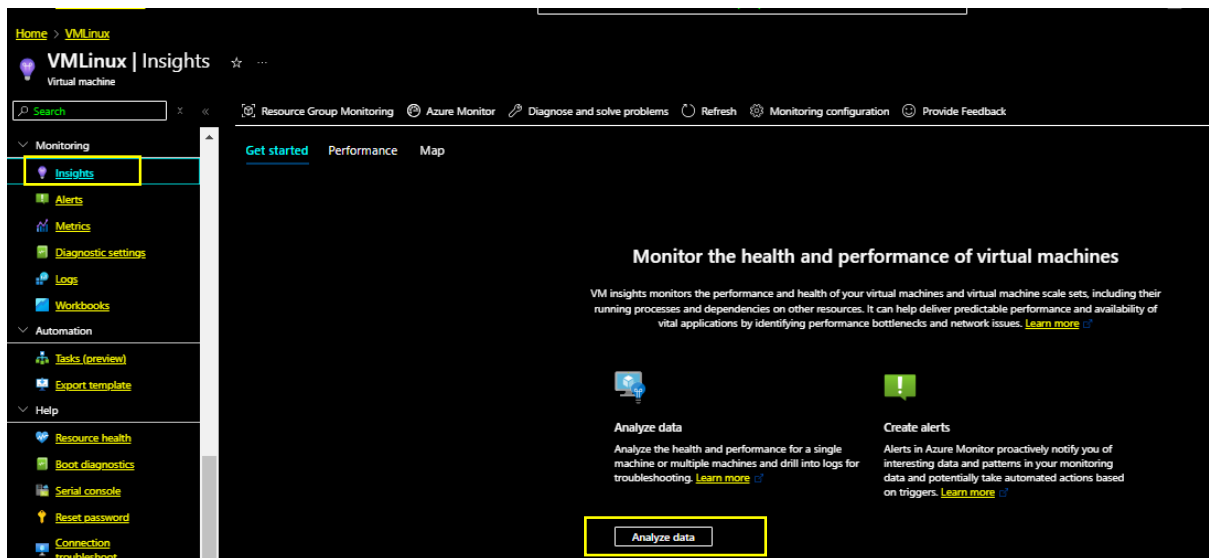 Home > VMLinux
VMLinux | Insights
Virtual machine
Search
Resource Group Monitoring Azure Monitor Diagnose and solve problems Refresh Monitoring configuration Provide Feedback
Monitoring
Insights
Alerts
Metrics
Diagnostic settings
Logs
Workbooks
Automation
Tasks (preview)
Export template
Help
Resource health
Boot diagnostics
Serial console
Reset password
Connection
troubleshoot
Get started Performance Map
Monitor the health and performance of virtual machines
VM insights monitors the performance and health of your virtual machines and virtual machine scale sets, including their
running processes and dependencies on other resources. It can help deliver predictable performance and availability of
vital applications by identifying performance bottlenecks and network issues. Learn more
Analyze data
Analyze the health and performance for a single
machine or multiple machines and drill into logs for
troubleshooting. Learn more
Analyze data
Create alerts
Alerts in Azure Monitor proactively notify you of
interesting data and patterns in your monitoring
data and potentially take automated actions based
on triggers. Learn more